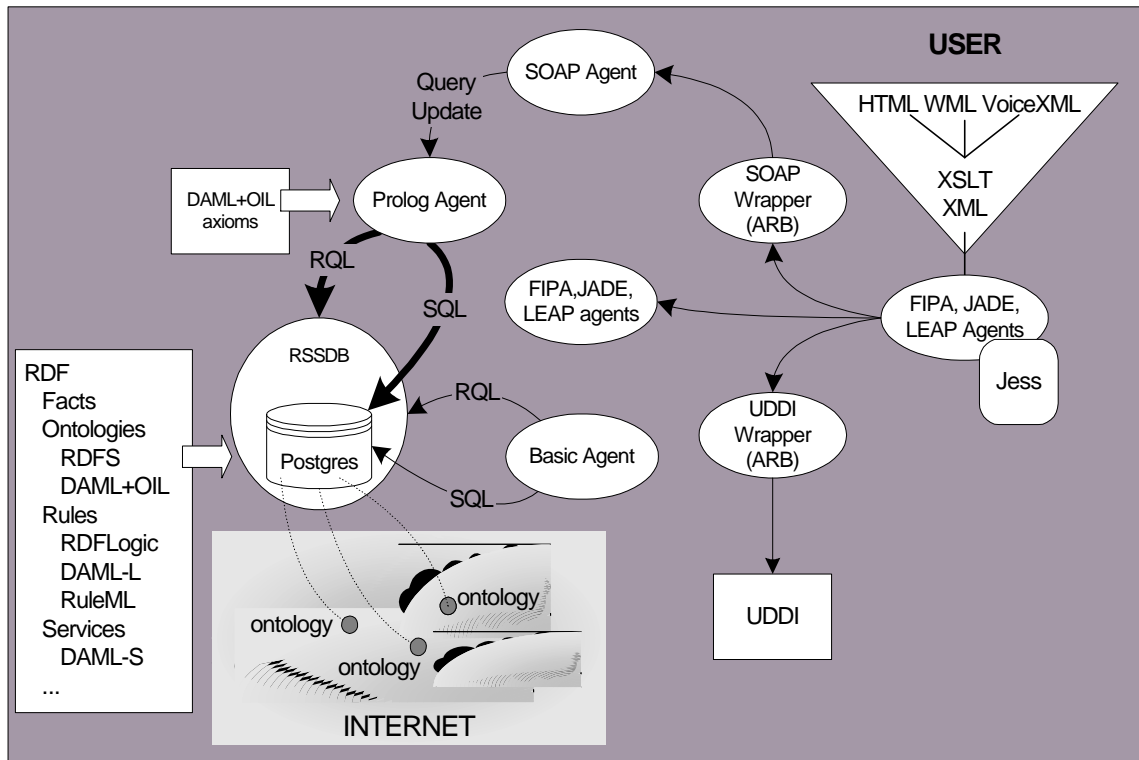 USER
HTML WML VoiceXML
XSLT
XML
SOAP Agent
Query
Update
SOAP
Wrapper
(ARB)
DAML+OIL
axioms
Prolog Agent
RQL
SQL
FIPA,JADE,
LEAP agents
FIPA, JADE,
LEAP Agents
Jess
RSSDB
Postgres
RQL
SQL
Basic Agent
UDDI
Wrapper
(ARB)
UDDI
RDF
Facts
Ontologies
RDFS
DAML+OIL
Rules
RDFLogic
DAML-L
RuleML
Services
DAML-S
...
ontology
ontology
ontology
INTERNET